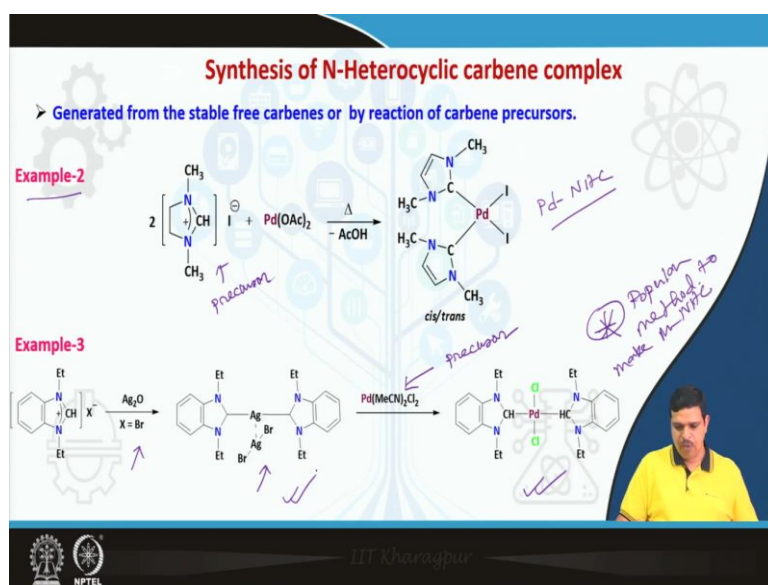 Synthesis of N-Heterocyclic carbene complex
➤ Generated from the stable free carbenes or by reaction of carbene precursors.
Example-2
2 [ CH3 N + CH N CH3 ] I⊖ + Pd(OAc)2
Δ
- AcOH
CH3
N
H3C N C I
Pd
H3C N C I
N
CH3
cis/trans
Pd-NHC
precursor
* Popular
method to
make M-NHC
Example-3
Et
N
+ CH
N
Et
X−
Ag2O
X = Br
Et Et
N N
Ag
N N
Br
Ag
Br
Et Et
precursor
Pd(MeCN)2Cl2
Et Cl Et
N N
CH Pd HC
N N
Et Cl Et
IIT Kharagpur
NPTEL